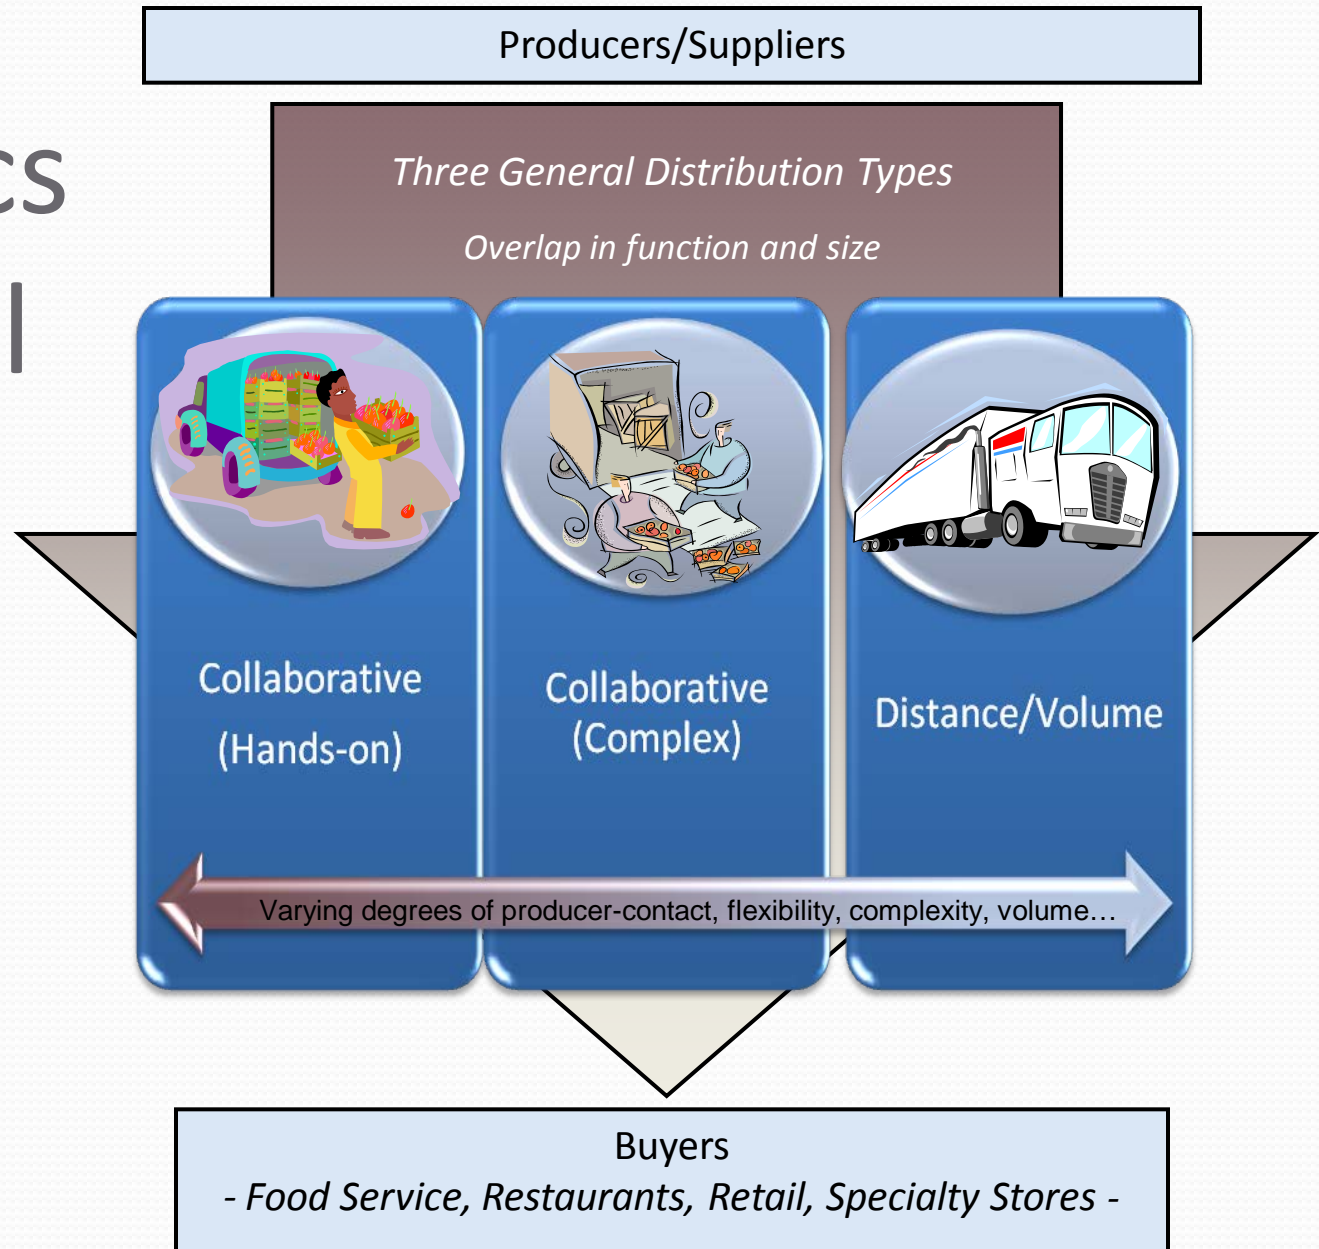 Producers/Suppliers
cs
l
Three General Distribution Types
Overlap in function and size
Collaborative
(Hands-on)
Collaborative
(Complex)
Distance/Volume
Varying degrees of producer-contact, flexibility, complexity, volume…
Buyers
- Food Service, Restaurants, Retail, Specialty Stores -